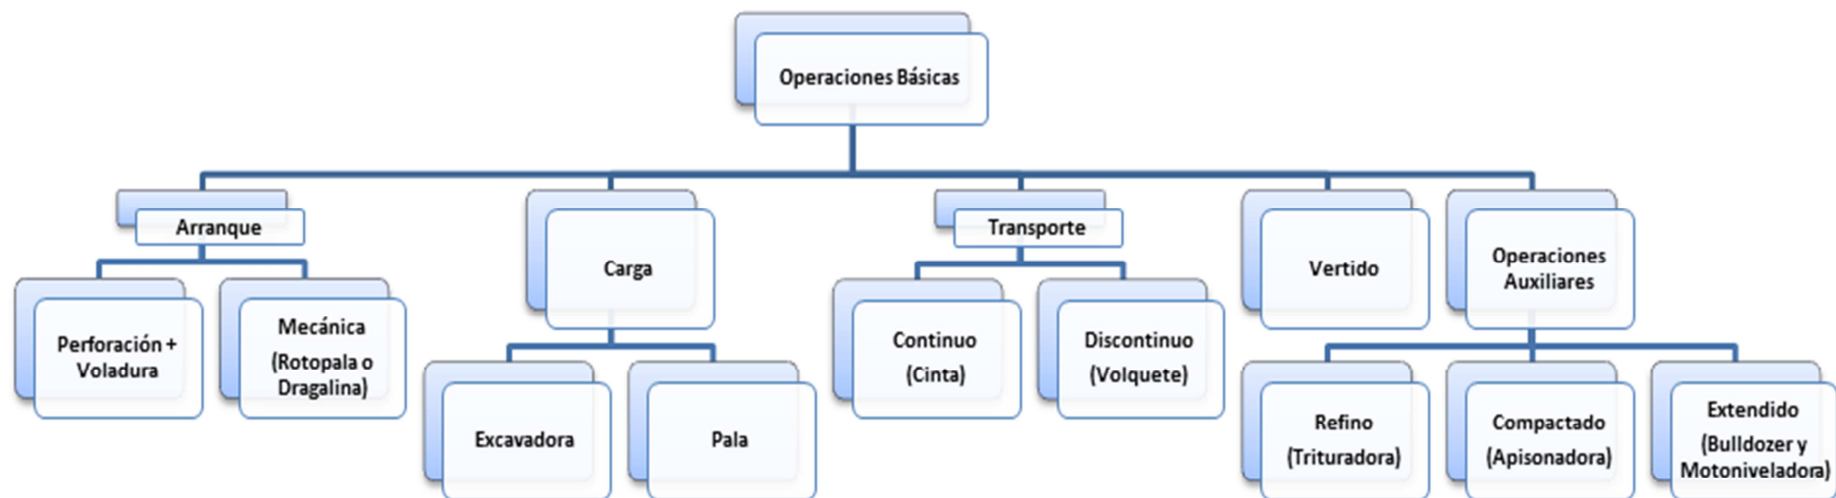 Operaciones Básicas
Arranque
Carga
Transporte
Vertido
Operaciones
Auxiliares
Perforación +
Voladura
Mecánica
(Rotopala o
Dragalina)
Excavadora
Pala
Continuo
(Cinta)
Discontinuo
(Volquete)
Refino
(Trituradora)
Compactado
(Apisonadora)
Extendido
(Bulldozer y
Motoniveladora)